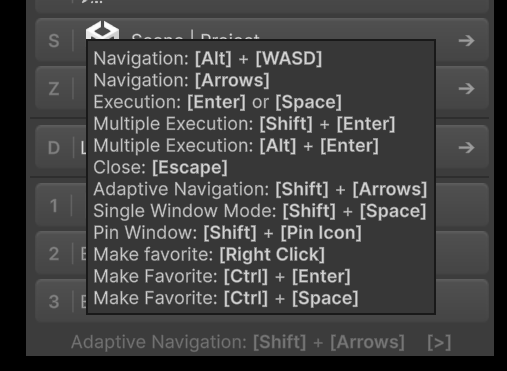 S Scene | Project →
Navigation: [Alt] + [WASD]
Z →
Navigation: [Arrows]
Execution: [Enter] or [Space]
Multiple Execution: [Shift] + [Enter]
D →
Multiple Execution: [Alt] + [Enter]
Close: [Escape]
Adaptive Navigation: [Shift] + [Arrows]
1
Single Window Mode: [Shift] + [Space]
Pin Window: [Shift] + [Pin Icon]
2
Make favorite: [Right Click]
Make Favorite: [Ctrl] + [Enter]
3
Make Favorite: [Ctrl] + [Space]
Adaptive Navigation: [Shift] + [Arrows] [>]